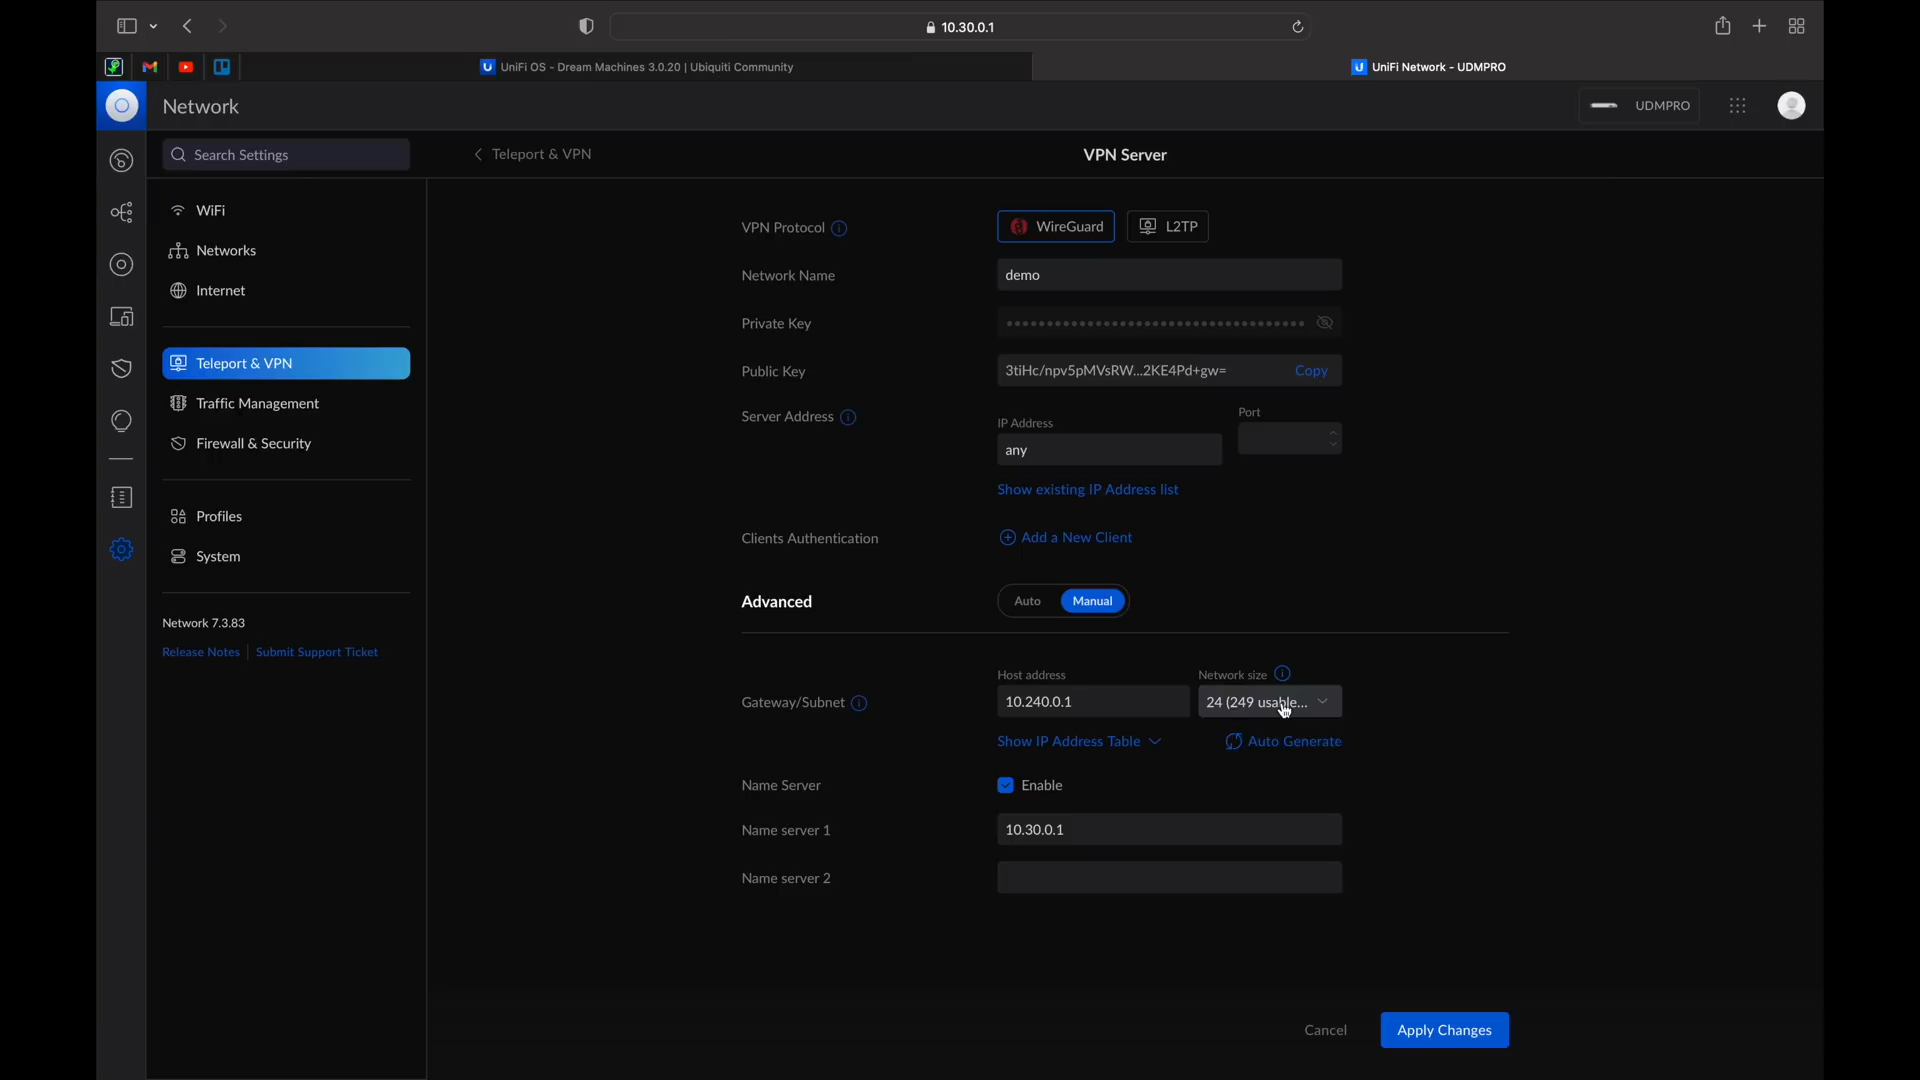 10.30.0.1
UniFi OS - Dream Machines 3.0.20 | Ubiquiti Community
UniFi Network - UDMPRO
Network
UDMPRO
Search Settings
Teleport & VPN
VPN Server
WiFi
Networks
Internet
Teleport & VPN
Traffic Management
Firewall & Security
Profiles
System
Network 7.3.83
Release Notes
Submit Support Ticket
VPN Protocol
WireGuard
L2TP
Network Name
demo
Private Key
Public Key
3tiHc/npv5pMVsRW...2KE4Pd+gw=
Copy
Server Address
IP Address
Port
any
Show existing IP Address list
Clients Authentication
Add a New Client
Advanced
Auto
Manual
Host address
Network size
Gateway/Subnet
10.240.0.1
24 (249 usable...
Show IP Address Table
Auto Generate
Name Server
Enable
Name server 1
10.30.0.1
Name server 2
Cancel
Apply Changes